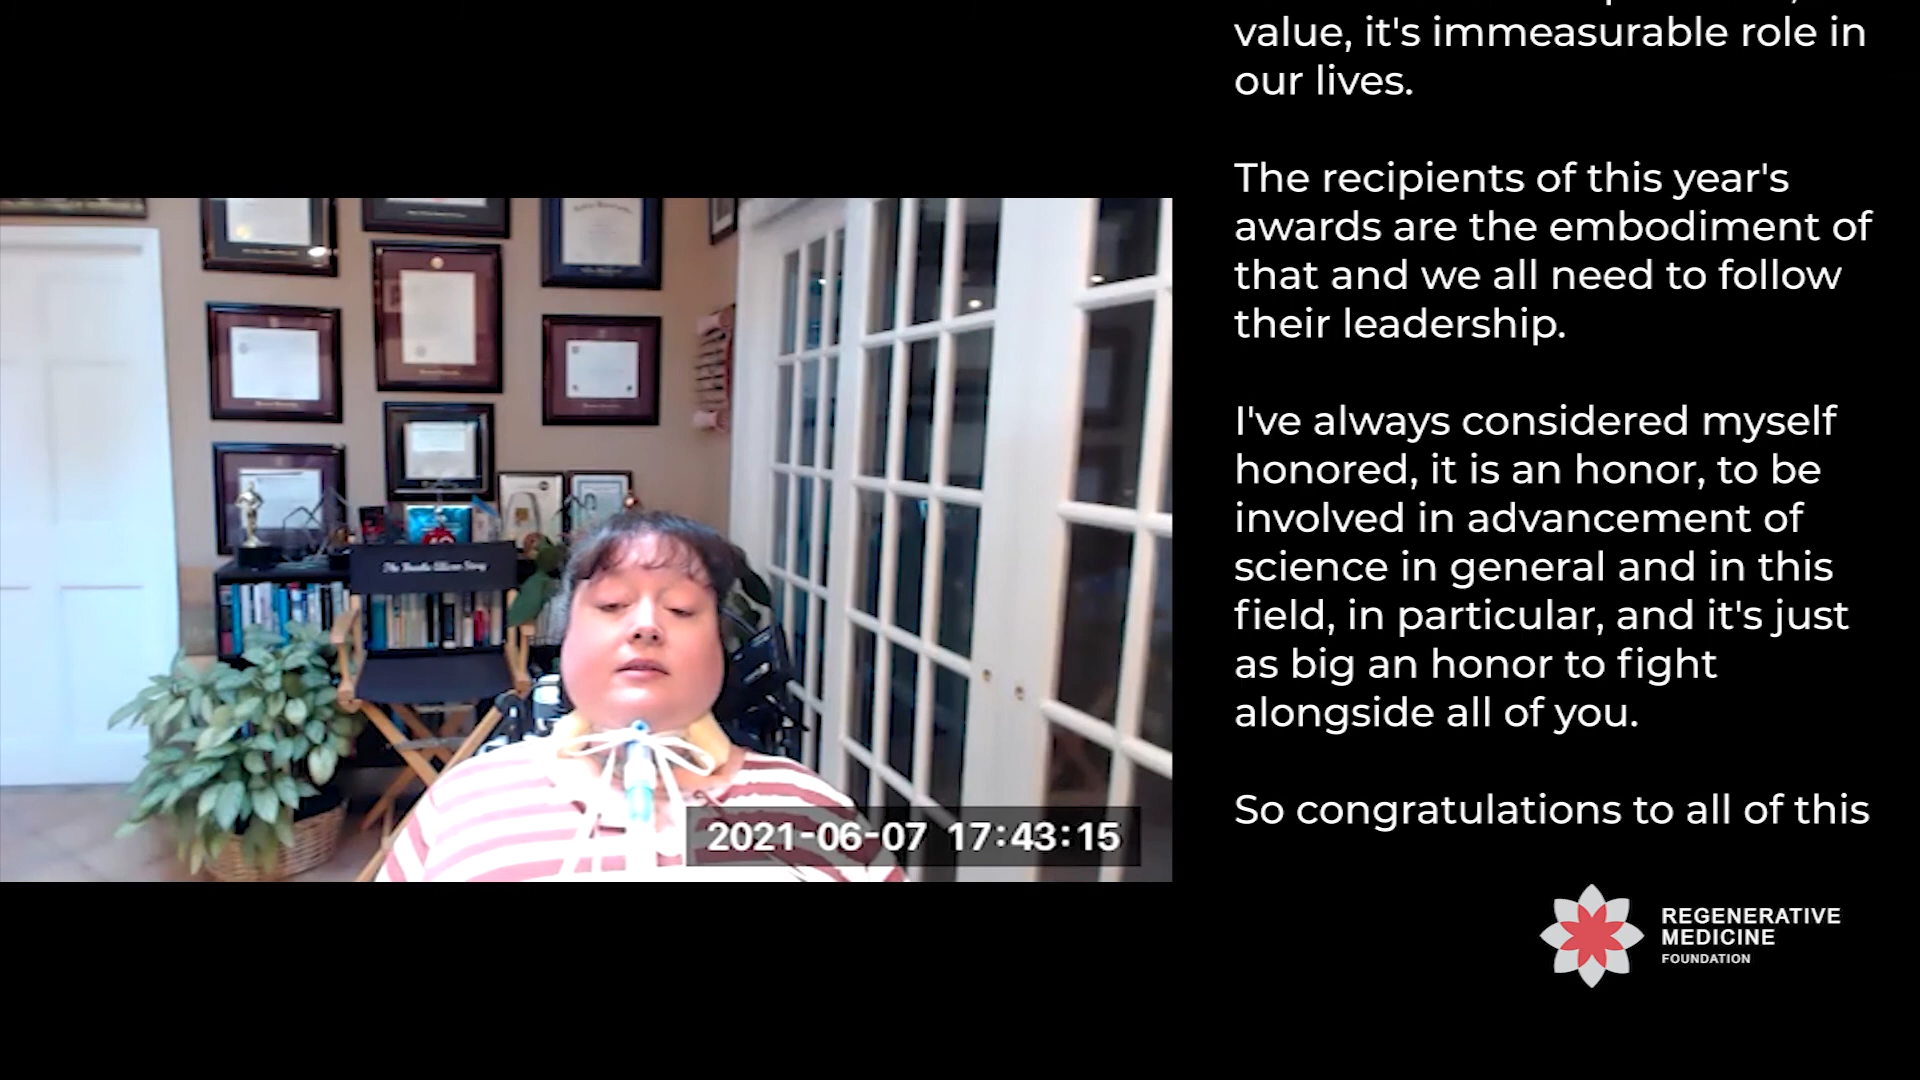 value, it's immeasurable role in
our lives.
The recipients of this year's
awards are the embodiment of
that and we all need to follow
their leadership.
I've always considered myself
honored, it is an honor, to be
involved in advancement of
science in general and in this
field, in particular, and it's just
as big an honor to fight
alongside all of you.
So congratulations to all of this
2021-06-07 17:43:15
REGENERATIVE
MEDICINE
FOUNDATION